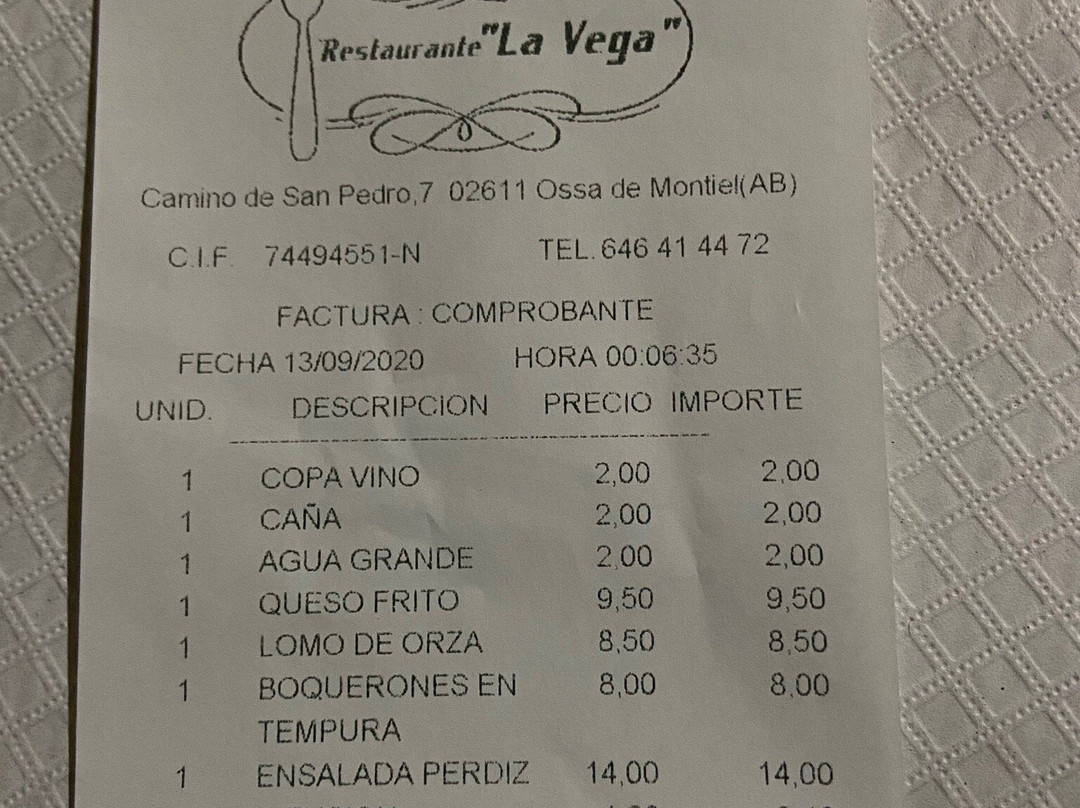 Restaurante "La Vega"
Camino de San Pedro,7 02611 Ossa de Montiel(AB)
C.I.F. 74494551-N TEL. 646 41 44 72
FACTURA : COMPROBANTE
FECHA 13/09/2020 HORA 00:06:35
UNID. DESCRIPCION PRECIO IMPORTE
1 COPA VINO 2,00 2,00
1 CAÑA 2,00 2,00
1 AGUA GRANDE 2,00 2,00
1 QUESO FRITO 9,50 9,50
1 LOMO DE ORZA 8,50 8,50
1 BOQUERONES EN 8,00 8,00
TEMPURA
1 ENSALADA PERDIZ 14,00 14,00